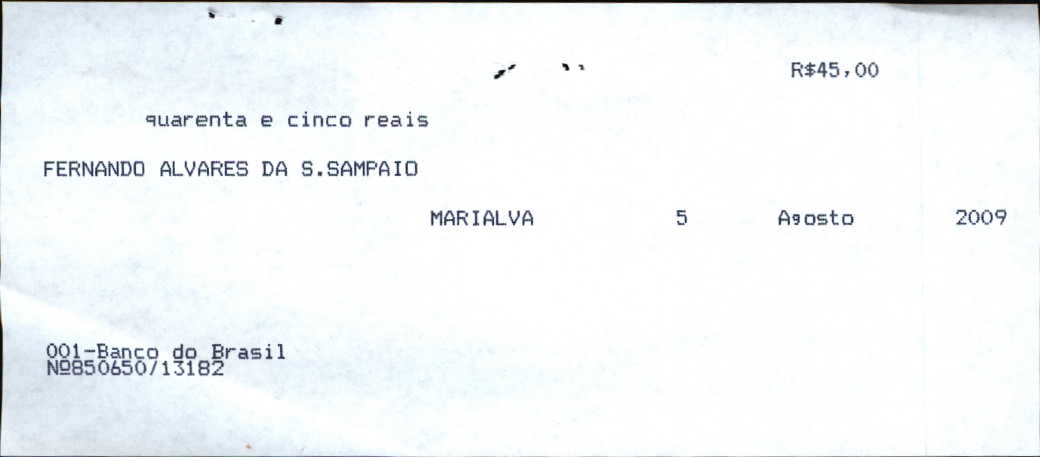 R$45,00
quarenta e cinco reais
FERNANDO ALVARES DA S.SAMPAIO
MARIALVA 5 Agosto 2009
001-Banco do Brasil
Nº850650/13182